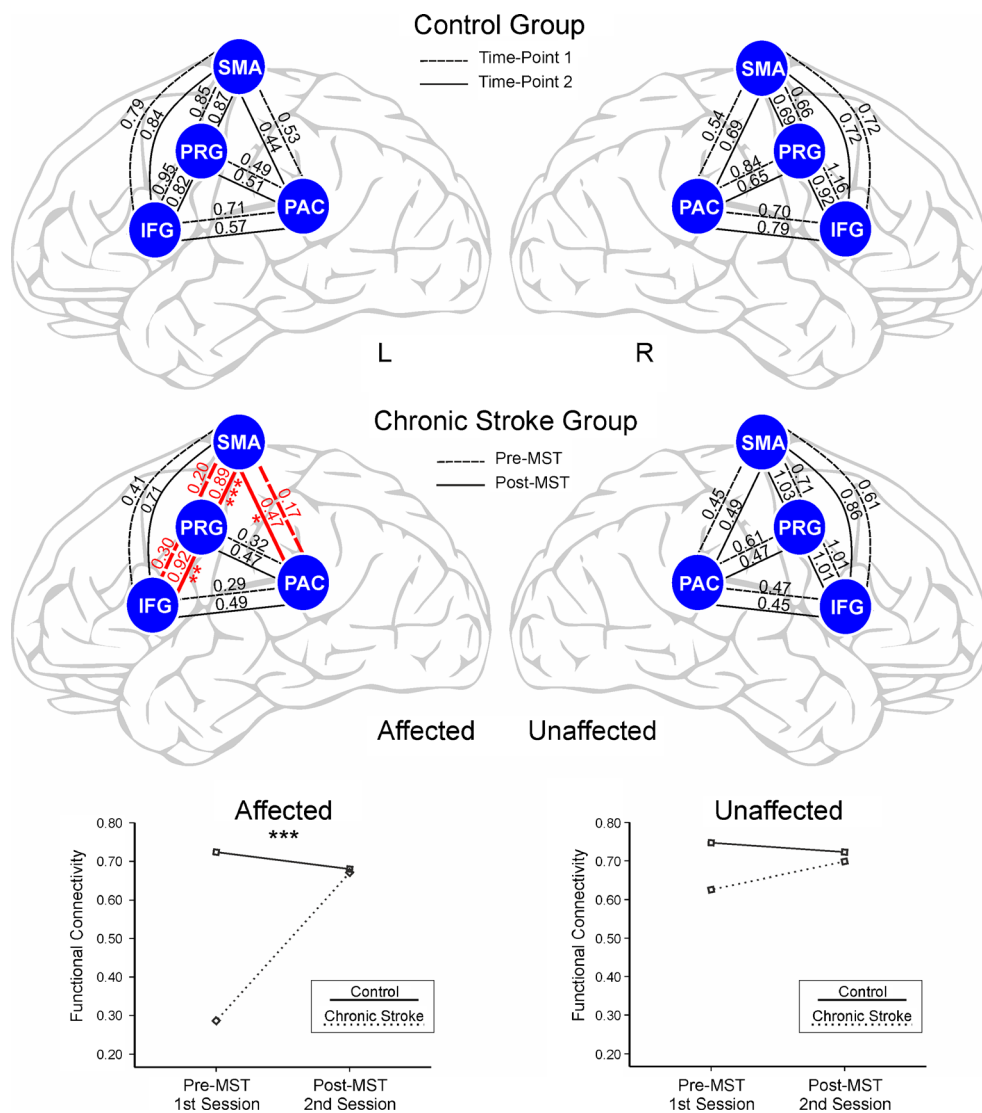 Control Group
Time-Point 1
Time-Point 2
SMA
PRG
IFG
PAC
0.79
0.84
0.85
0.87
0.44
0.53
0.95
0.82
0.49
0.51
0.71
0.57
SMA
PRG
PAC
IFG
0.54
0.69
0.69
0.66
0.72
0.72
0.84
0.65
1.16
0.92
0.70
0.79
L
R
Chronic Stroke Group
Pre-MST
Post-MST
SMA
PRG
IFG
PAC
0.41
0.71
0.20
0.89
***
0.47
*
0.17
0.30
0.92
**
0.32
0.47
0.29
0.49
SMA
PRG
PAC
IFG
0.45
0.49
1.03
0.71
0.86
0.61
0.61
0.47
1.01
1.01
0.47
0.45
Affected
Unaffected
Affected
***
Functional Connectivity
0.80
0.70
0.60
0.50
0.40
0.30
0.20
Control
Chronic Stroke
Pre-MST
1st Session
Post-MST
2nd Session
Unaffected
Functional Connectivity
0.80
0.70
0.60
0.50
0.40
0.30
0.20
Control
Chronic Stroke
Pre-MST
1st Session
Post-MST
2nd Session